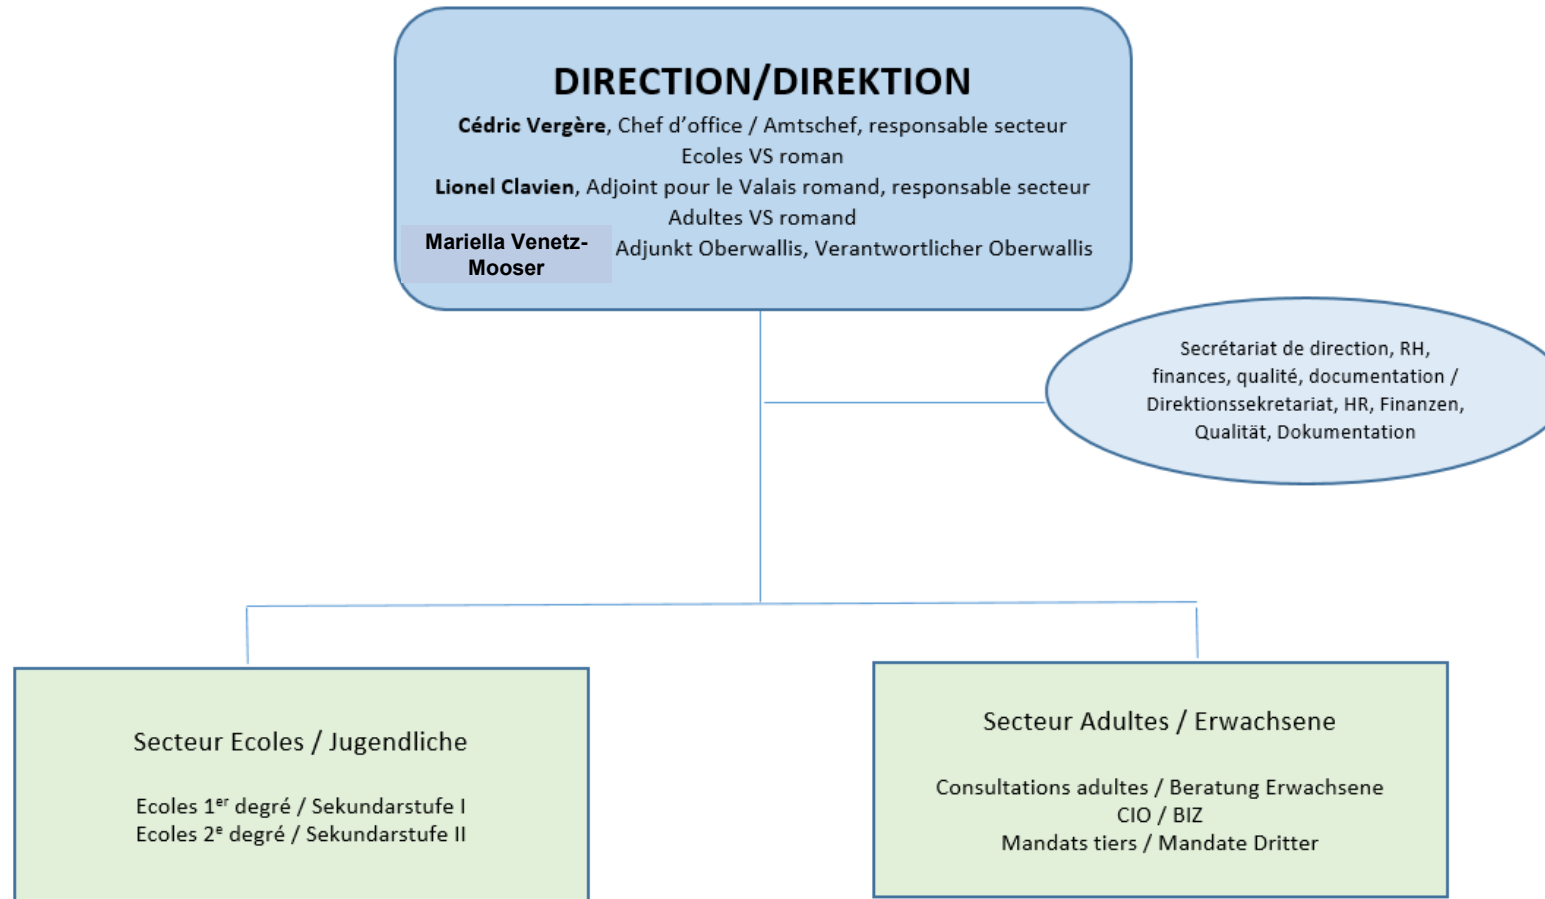 DIRECTION/DIREKTION
Cédric Vergère, Chef d’office / Amtschef, responsable secteur
Ecoles VS roman
Lionel Clavien, Adjoint pour le Valais romand, responsable secteur
Adultes VS romand
Mariella Venetz-
Mooser
Adjunkt Oberwallis, Verantwortlicher Oberwallis
Secrétariat de direction, RH,
finances, qualité, documentation /
Direktionssekretariat, HR, Finanzen,
Qualität, Dokumentation
Secteur Ecoles / Jugendliche
Ecoles 1er degré / Sekundarstufe I
Ecoles 2e degré / Sekundarstufe II
Secteur Adultes / Erwachsene
Consultations adultes / Beratung Erwachsene
CIO / BIZ
Mandats tiers / Mandate Dritter